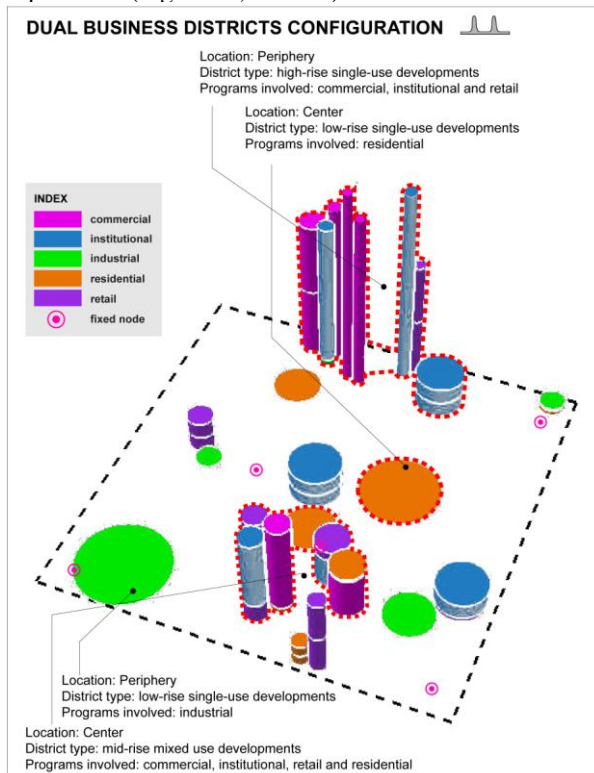 DUAL BUSINESS DISTRICTS CONFIGURATION
Location: Periphery
District type: high-rise single-use developments
Programs involved: commercial, institutional and retail
Location: Center
District type: low-rise single-use developments
Programs involved: residential
INDEX
commercial
institutional
industrial
residential
retail
fixed node
Location: Periphery
District type: low-rise single-use developments
Programs involved: industrial
Location: Center
District type: mid-rise mixed use developments
Programs involved: commercial, institutional, retail and residential